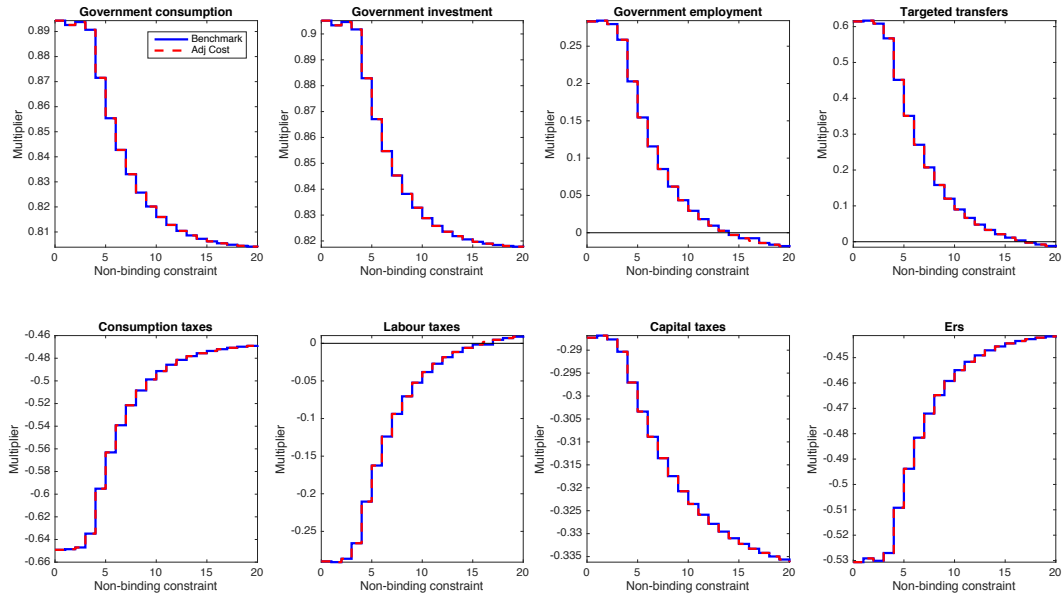 Government consumption
Multiplier
0.89
0.88
0.87
0.86
0.85
0.84
0.83
0.82
0.81
0 5 10 15 20
Non-binding constraint
Benchmark
Adj Cost
Government investment
Multiplier
0.9
0.89
0.88
0.87
0.86
0.85
0.84
0.83
0.82
0 5 10 15 20
Non-binding constraint
Government employment
Multiplier
0.25
0.2
0.15
0.1
0.05
0
0 5 10 15 20
Non-binding constraint
Targeted transfers
Multiplier
0.6
0.5
0.4
0.3
0.2
0.1
0
0 5 10 15 20
Non-binding constraint
Consumption taxes
Multiplier
-0.46
-0.48
-0.5
-0.52
-0.54
-0.56
-0.58
-0.6
-0.62
-0.64
-0.66
0 5 10 15 20
Non-binding constraint
Labour taxes
Multiplier
0
-0.05
-0.1
-0.15
-0.2
-0.25
0 5 10 15 20
Non-binding constraint
Capital taxes
Multiplier
-0.29
-0.295
-0.3
-0.305
-0.31
-0.315
-0.32
-0.325
-0.33
-0.335
0 5 10 15 20
Non-binding constraint
Ers
Multiplier
-0.45
-0.46
-0.47
-0.48
-0.49
-0.5
-0.51
-0.52
-0.53
0 5 10 15 20
Non-binding constraint